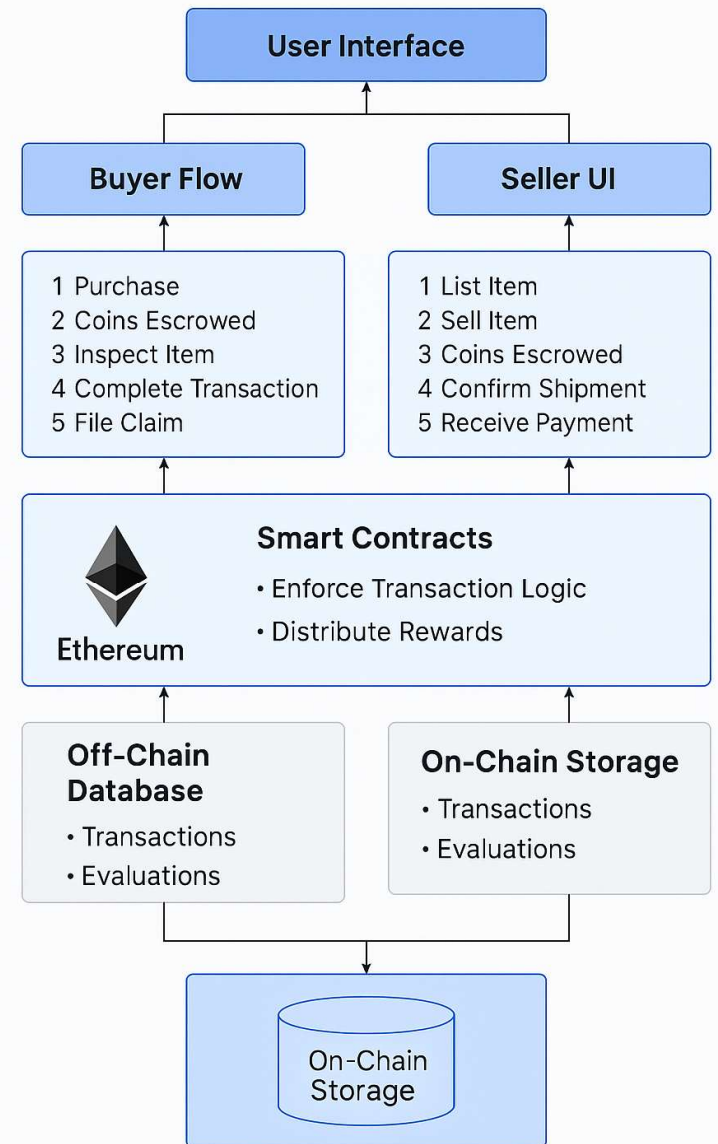 User Interface
Buyer Flow
Seller UI
1 Purchase
2 Coins Escrowed
3 Inspect Item
4 Complete Transaction
5 File Claim
1 List Item
2 Sell Item
3 Coins Escrowed
4 Confirm Shipment
5 Receive Payment
Ethereum
Smart Contracts
• Enforce Transaction Logic
• Distribute Rewards
Off-Chain
Database
• Transactions
• Evaluations
On-Chain Storage
• Transactions
• Evaluations
On-Chain
Storage